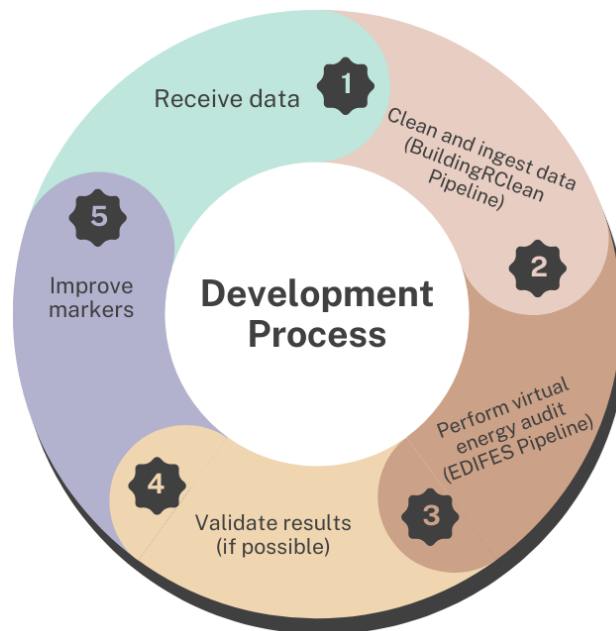 1
Receive data
Clean and ingest data
(BuildingRClean
Pipeline)
2
Perform virtual
energy audit
(EDIFES Pipeline)
3
Validate results
(if possible)
4
Improve
markers
5
Development
Process